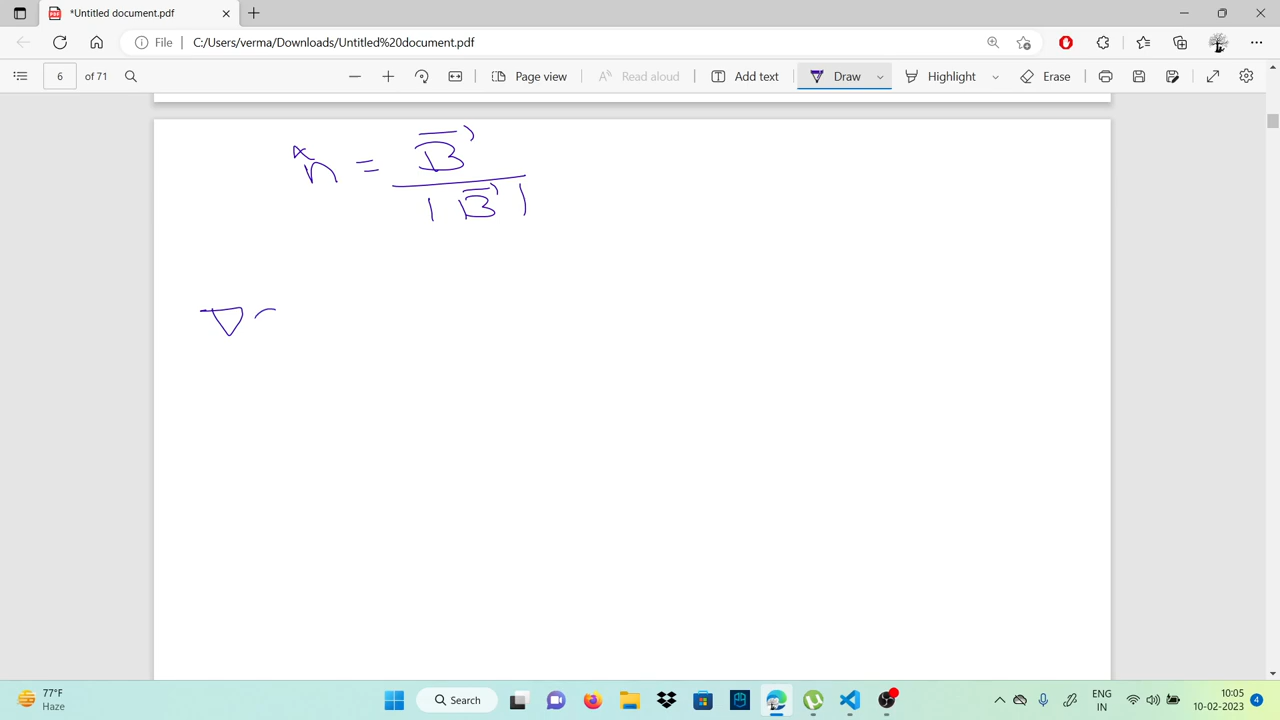 *Untitled document.pdf
File C:/Users/verma/Downloads/Untitled%20document.pdf
6 of 71 Page view Read aloud Add text Draw Highlight Erase
n̂ = B⃗ / |B⃗|
∇
77°F Search ENG 10:05
Haze IN 10-02-2023 4